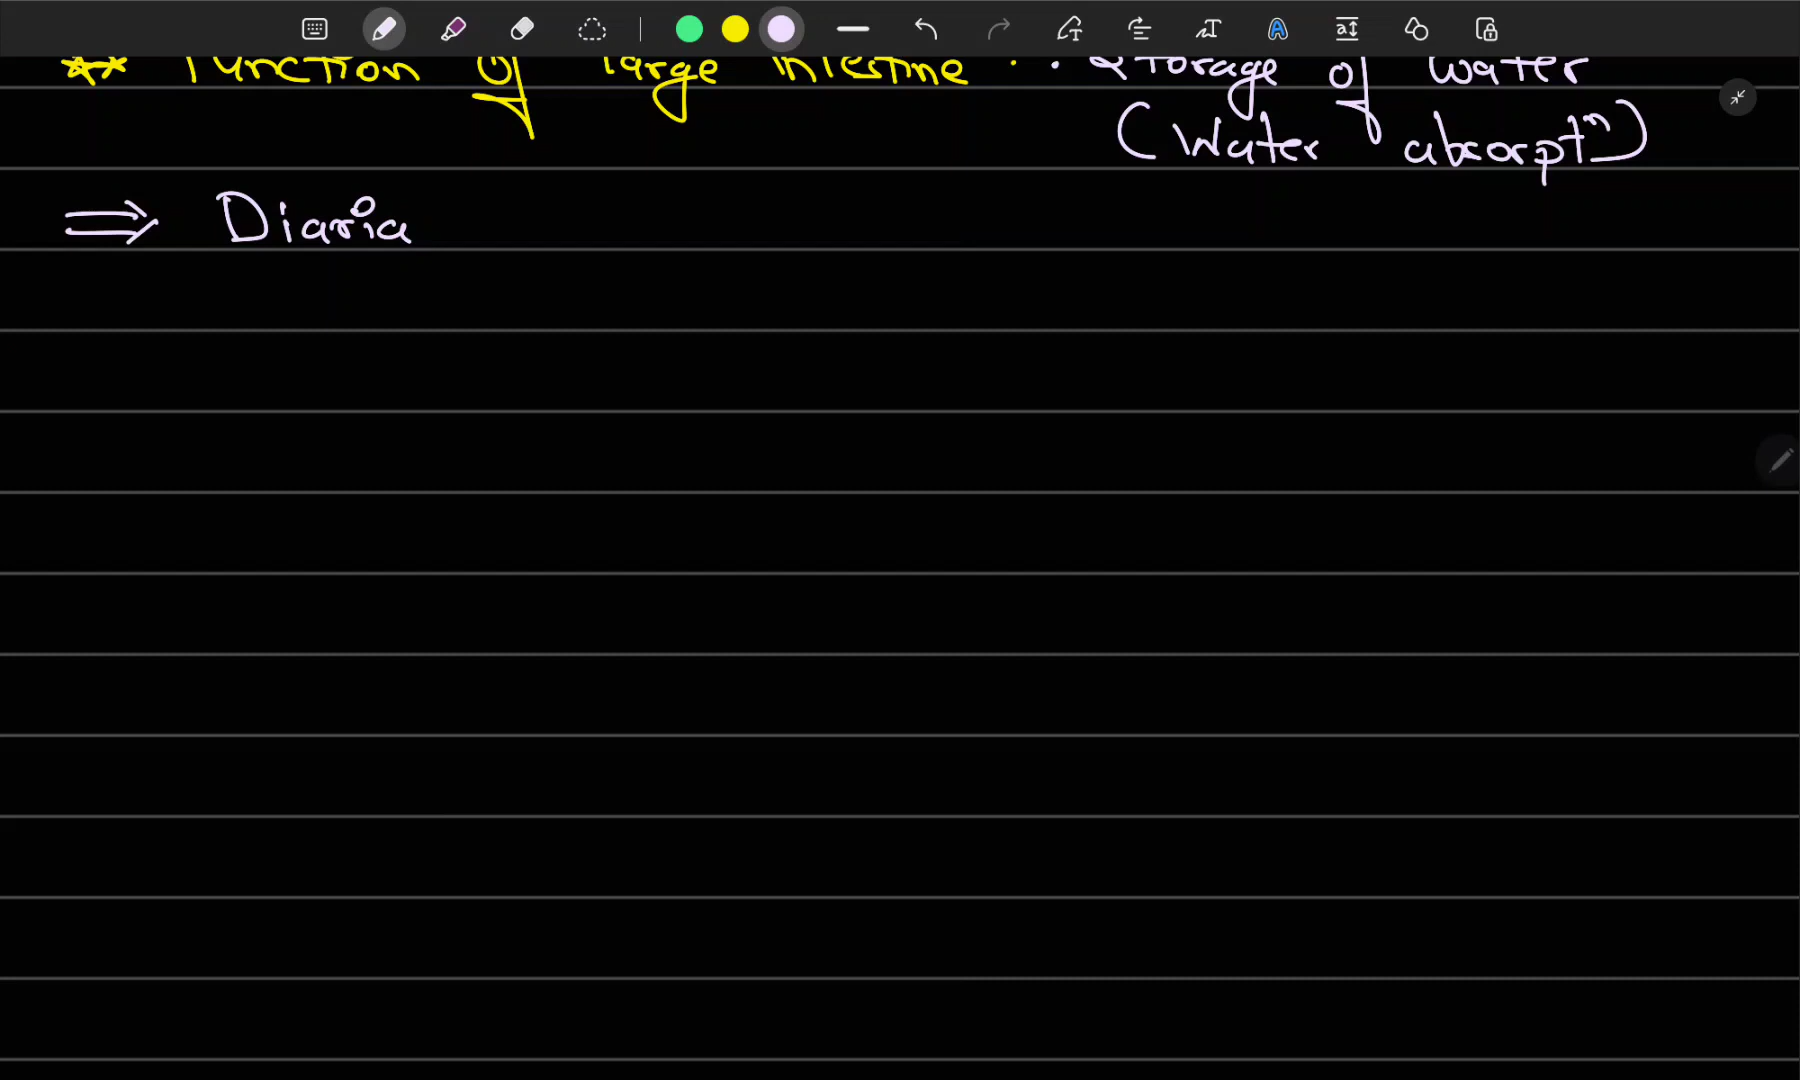 ** Function of large intestine : Storage of water
(Water absorptⁿ)
⇒ Diaria